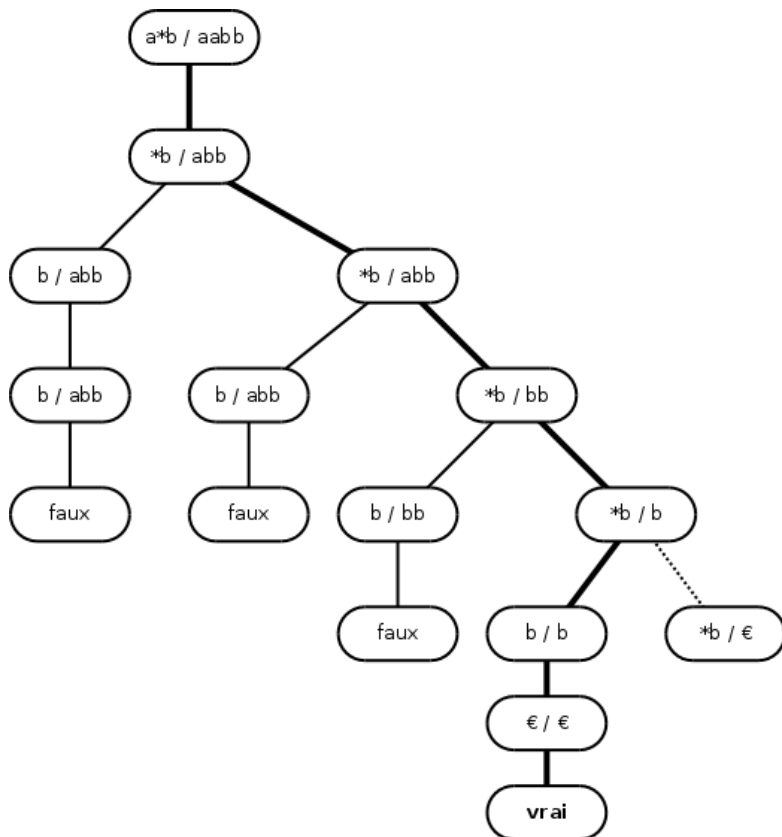 a*b / aabb
*b / abb
b / abb
*b / abb
b / abb
b / abb
*b / bb
faux
faux
b / bb
*b / b
faux
b / b
*b / €
€ / €
vrai